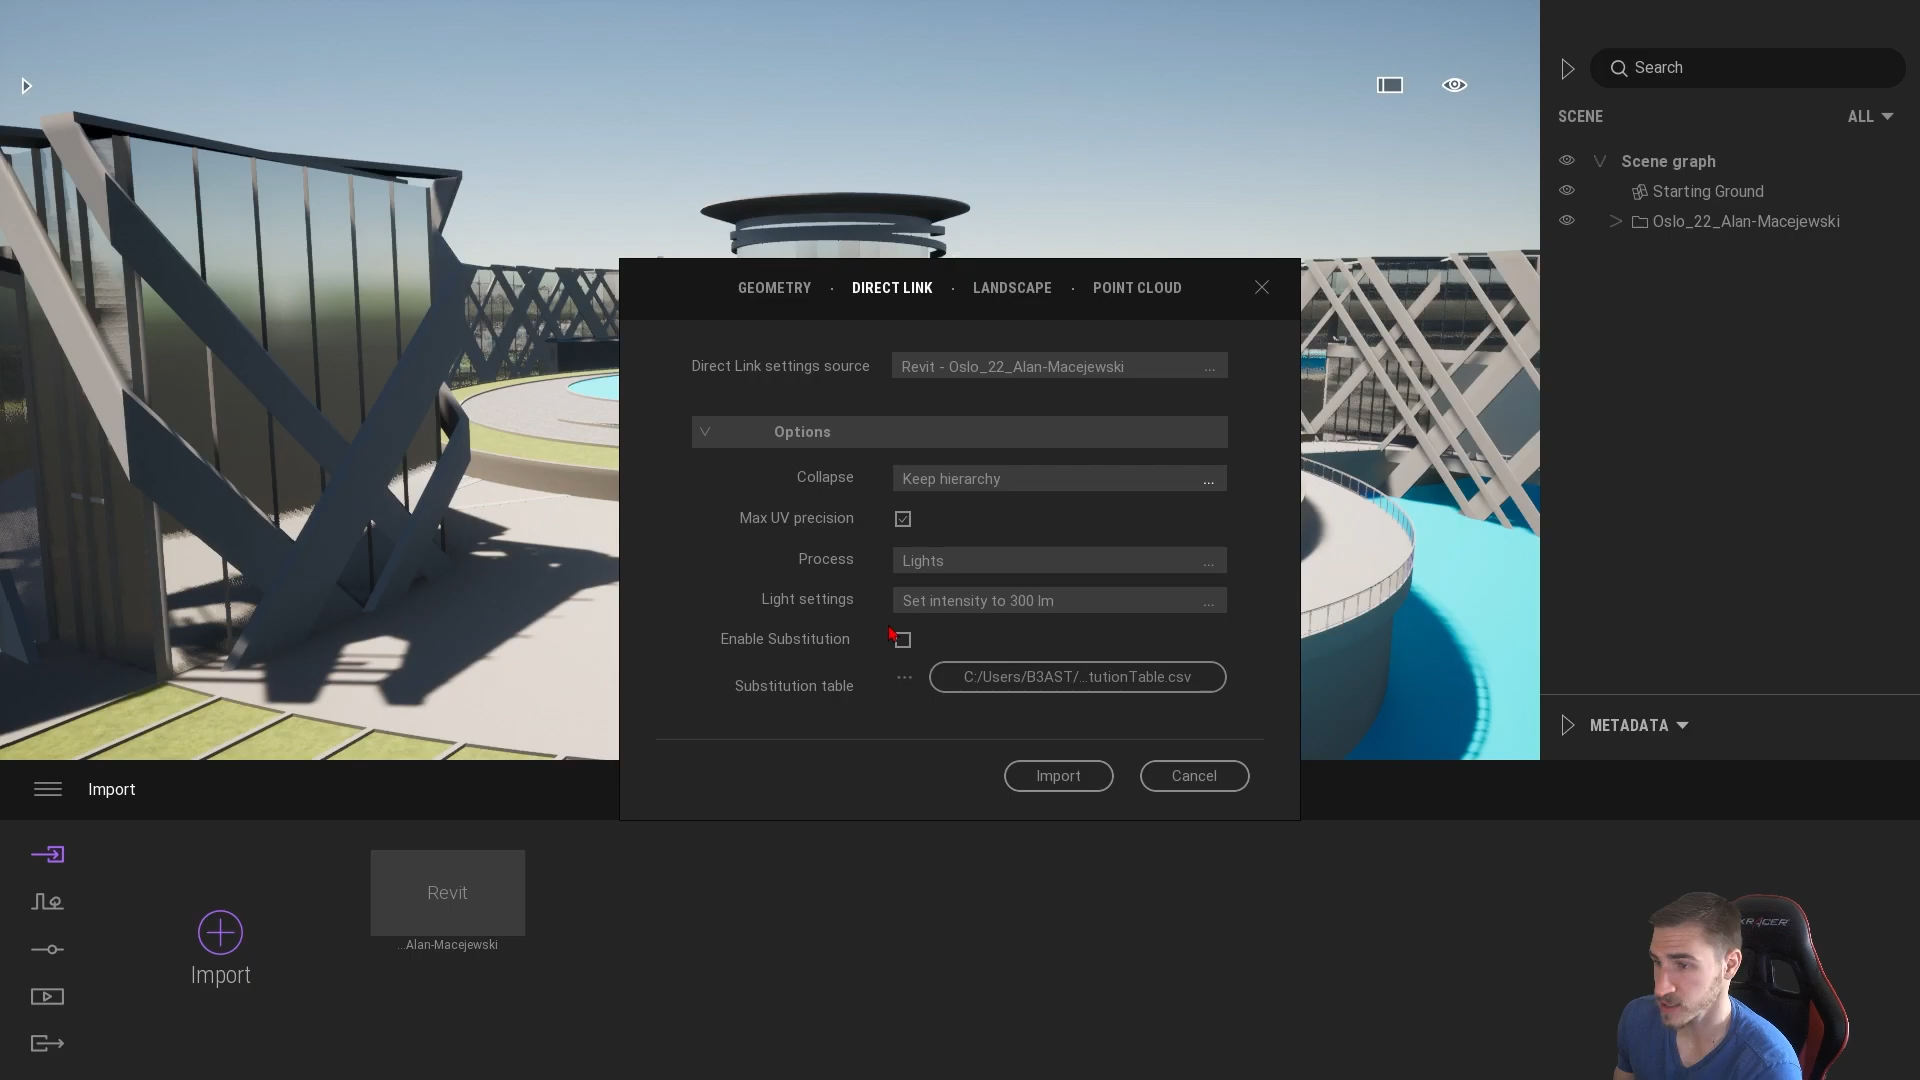 Search
SCENE
ALL
Scene graph
Starting Ground
Oslo_22_Alan-Macejewski
GEOMETRY · DIRECT LINK · LANDSCAPE · POINT CLOUD
Direct Link settings source
Revit - Oslo_22_Alan-Macejewski ...
Options
Collapse
Keep hierarchy ...
Max UV precision
Process
Lights ...
Light settings
Set intensity to 300 lm ...
Enable Substitution
Substitution table
... C:/Users/B3AST/...tutionTable.csv
Import
Cancel
METADATA
Import
Import
Revit
...Alan-Macejewski